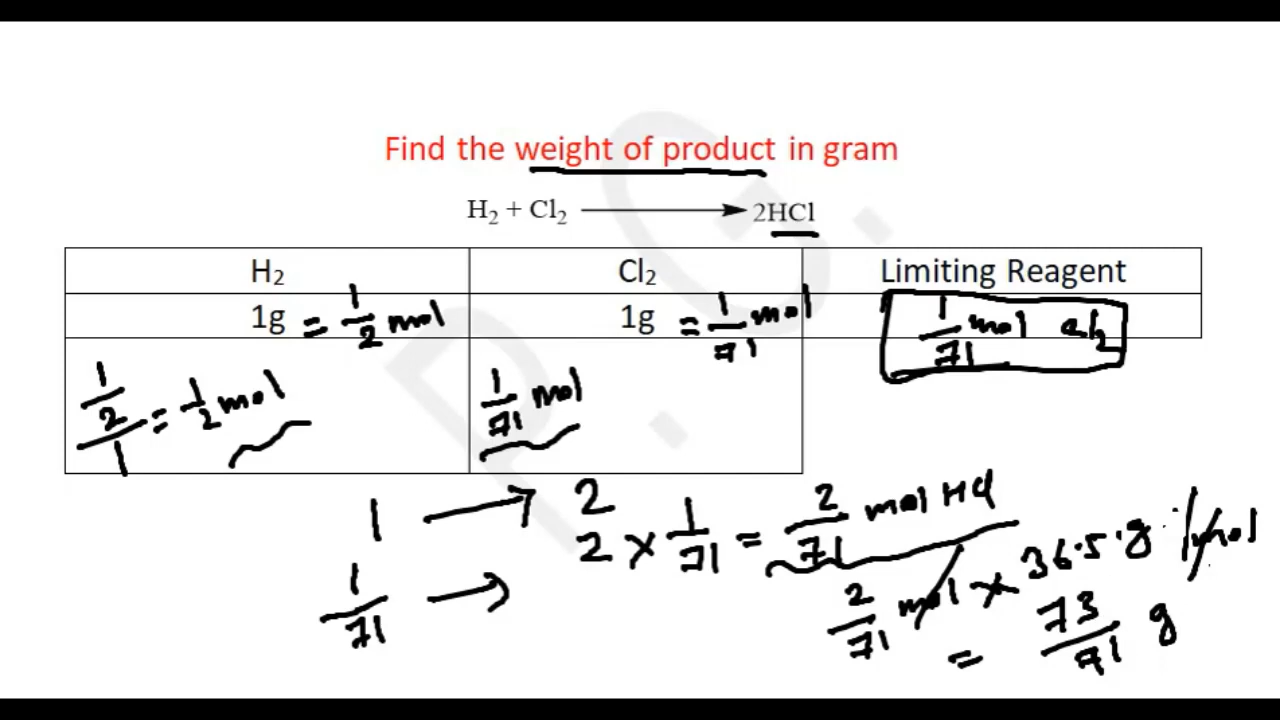 Find the weight of product in gram
H₂ + Cl₂ ⟶ 2HCl
H₂ Cl₂ Limiting Reagent
1g = 1/2 mol 1g = 1/71 mol 1/71 mol Cl₂
(1/2)/1 = 1/2 mol 1/71 mol
1 → 2
1/71 → 2 × 1/71 = 2/71 mol HCl
2/71 mol × 36.5 g/mol
= 73/71 g
D. G.